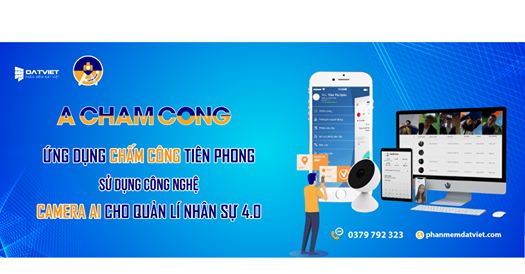 DATVIET
A CHAM CONG
ỨNG DỤNG CHẤM CÔNG TIÊN PHONG
SỬ DỤNG CÔNG NGHỆ
CAMERA AI CHO QUẢN LÍ NHÂN SỰ 4.0
0379 792 323
phanmemdatviet.com